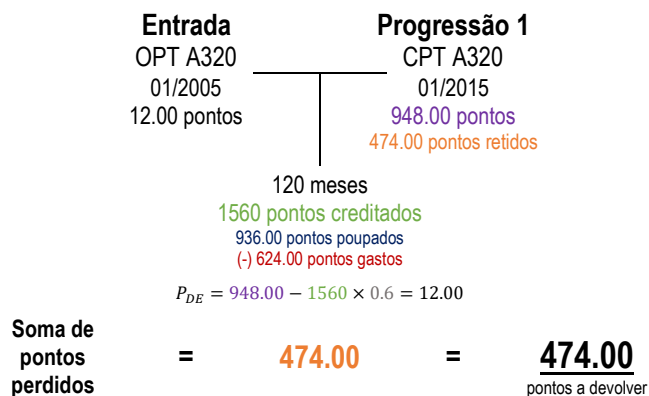 Entrada
OPT A320
01/2005
12.00 pontos
Progressão 1
CPT A320
01/2015
948.00 pontos
474.00 pontos retidos
120 meses
1560 pontos creditados
936.00 pontos poupados
(-) 624.00 pontos gastos
P_DE = 948.00 − 1560 × 0.6 = 12.00
Soma de
pontos
perdidos
= 474.00 = 474.00
pontos a devolver